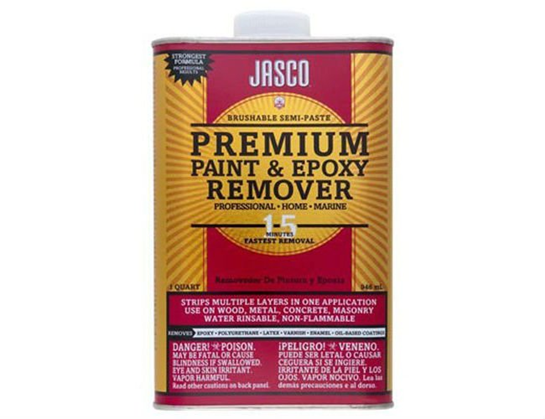 STRONGEST
FORMULA
PROFESSIONAL
RESULTS
JASCO
BRUSHABLE SEMI-PASTE
PREMIUM
PAINT & EPOXY
REMOVER
PROFESSIONAL • HOME • MARINE
15
MINUTES
FASTEST REMOVAL
Removedor De Pintura y Epoxis
1 QUART 946 mL
STRIPS MULTIPLE LAYERS IN ONE APPLICATION
USE ON WOOD, METAL, CONCRETE, MASONRY
WATER RINSABLE, NON-FLAMMABLE
REMOVES EPOXY • POLYURETHANE • LATEX • VARNISH • ENAMEL • OIL-BASED COATINGS
DANGER! POISON.
MAY BE FATAL OR CAUSE
BLINDNESS IF SWALLOWED.
EYE AND SKIN IRRITANT.
VAPOR HARMFUL.
Read other cautions on back panel.
¡PELIGRO! VENENO.
PUEDE SER LETAL O CAUSAR
CEGUERA SI SE INGIERE
IRRITANTE DE LA PIEL Y LOS
OJOS. VAPOR NOCIVO. Lea las
demás precauciones a al dorso.